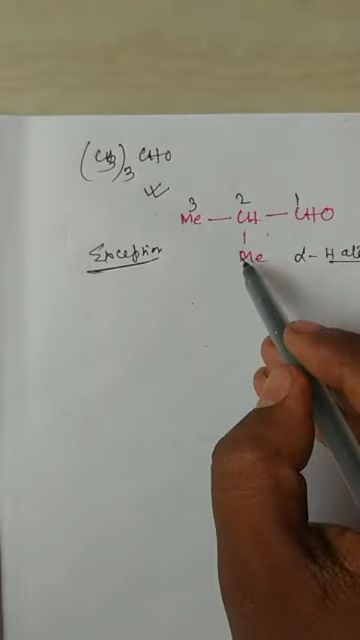 (CH3)3 CHO
3 2 1
Me — CH — CHO
Exception Me α-H